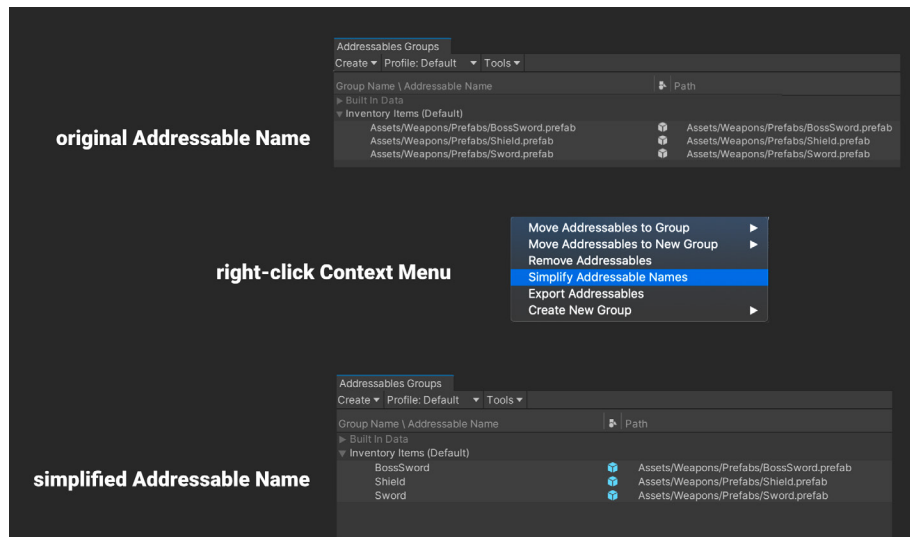 Addressables Groups
Create ▾ Profile: Default ▾ Tools ▾
Group Name \ Addressable Name Path
▶ Built In Data
▼ Inventory Items (Default)
original Addressable Name
Assets/Weapons/Prefabs/BossSword.prefab Assets/Weapons/Prefabs/BossSword.prefab
Assets/Weapons/Prefabs/Shield.prefab Assets/Weapons/Prefabs/Shield.prefab
Assets/Weapons/Prefabs/Sword.prefab Assets/Weapons/Prefabs/Sword.prefab
right-click Context Menu
Move Addressables to Group ▶
Move Addressables to New Group ▶
Remove Addressables
Simplify Addressable Names
Export Addressables
Create New Group ▶
Addressables Groups
Create ▾ Profile: Default ▾ Tools ▾
Group Name \ Addressable Name Path
▶ Built In Data
▼ Inventory Items (Default)
simplified Addressable Name
BossSword Assets/Weapons/Prefabs/BossSword.prefab
Shield Assets/Weapons/Prefabs/Shield.prefab
Sword Assets/Weapons/Prefabs/Sword.prefab